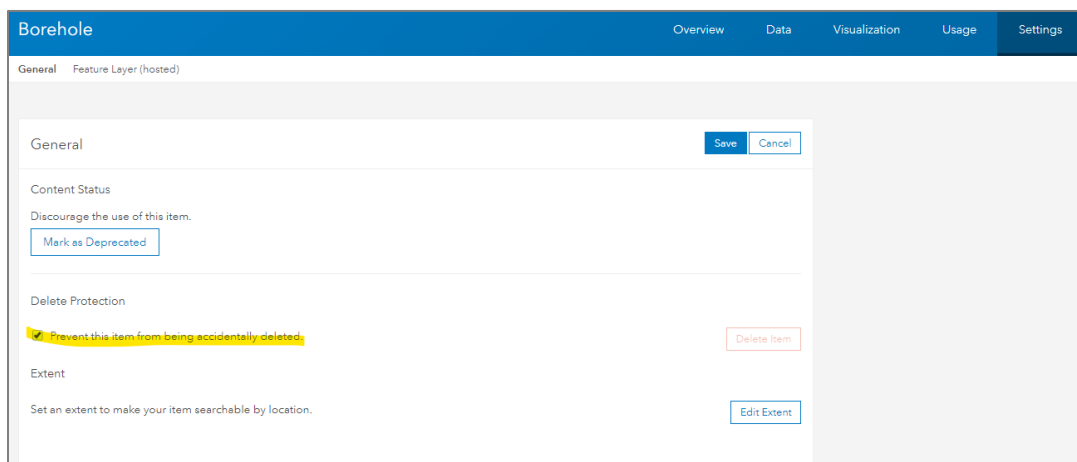 Borehole
Overview Data Visualization Usage Settings
General Feature Layer (hosted)
General
Save Cancel
Content Status
Discourage the use of this item.
Mark as Deprecated
Delete Protection
Prevent this item from being accidentally deleted.
Delete Item
Extent
Set an extent to make your item searchable by location.
Edit Extent